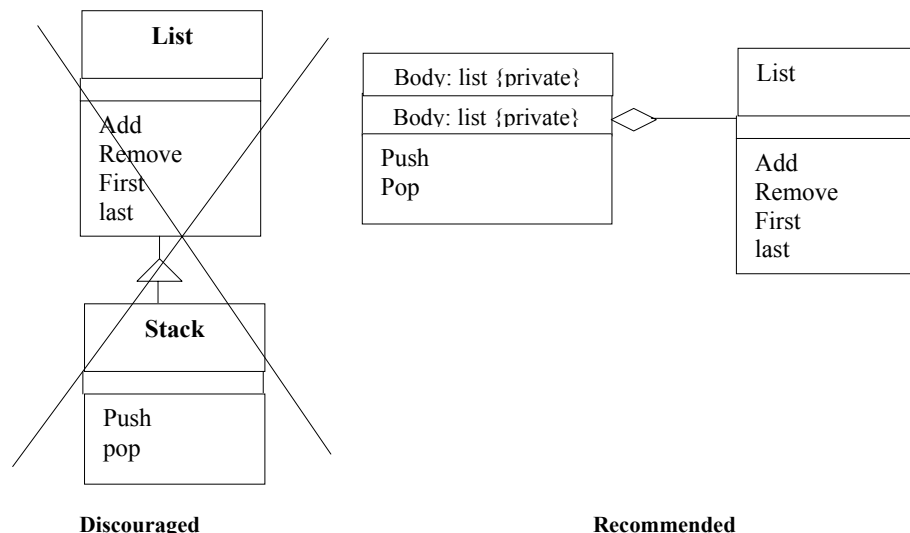 List
Add
Remove
First
last
Stack
Push
pop
Discouraged
Body: list {private}
Body: list {private}
Push
Pop
List
Add
Remove
First
last
Recommended